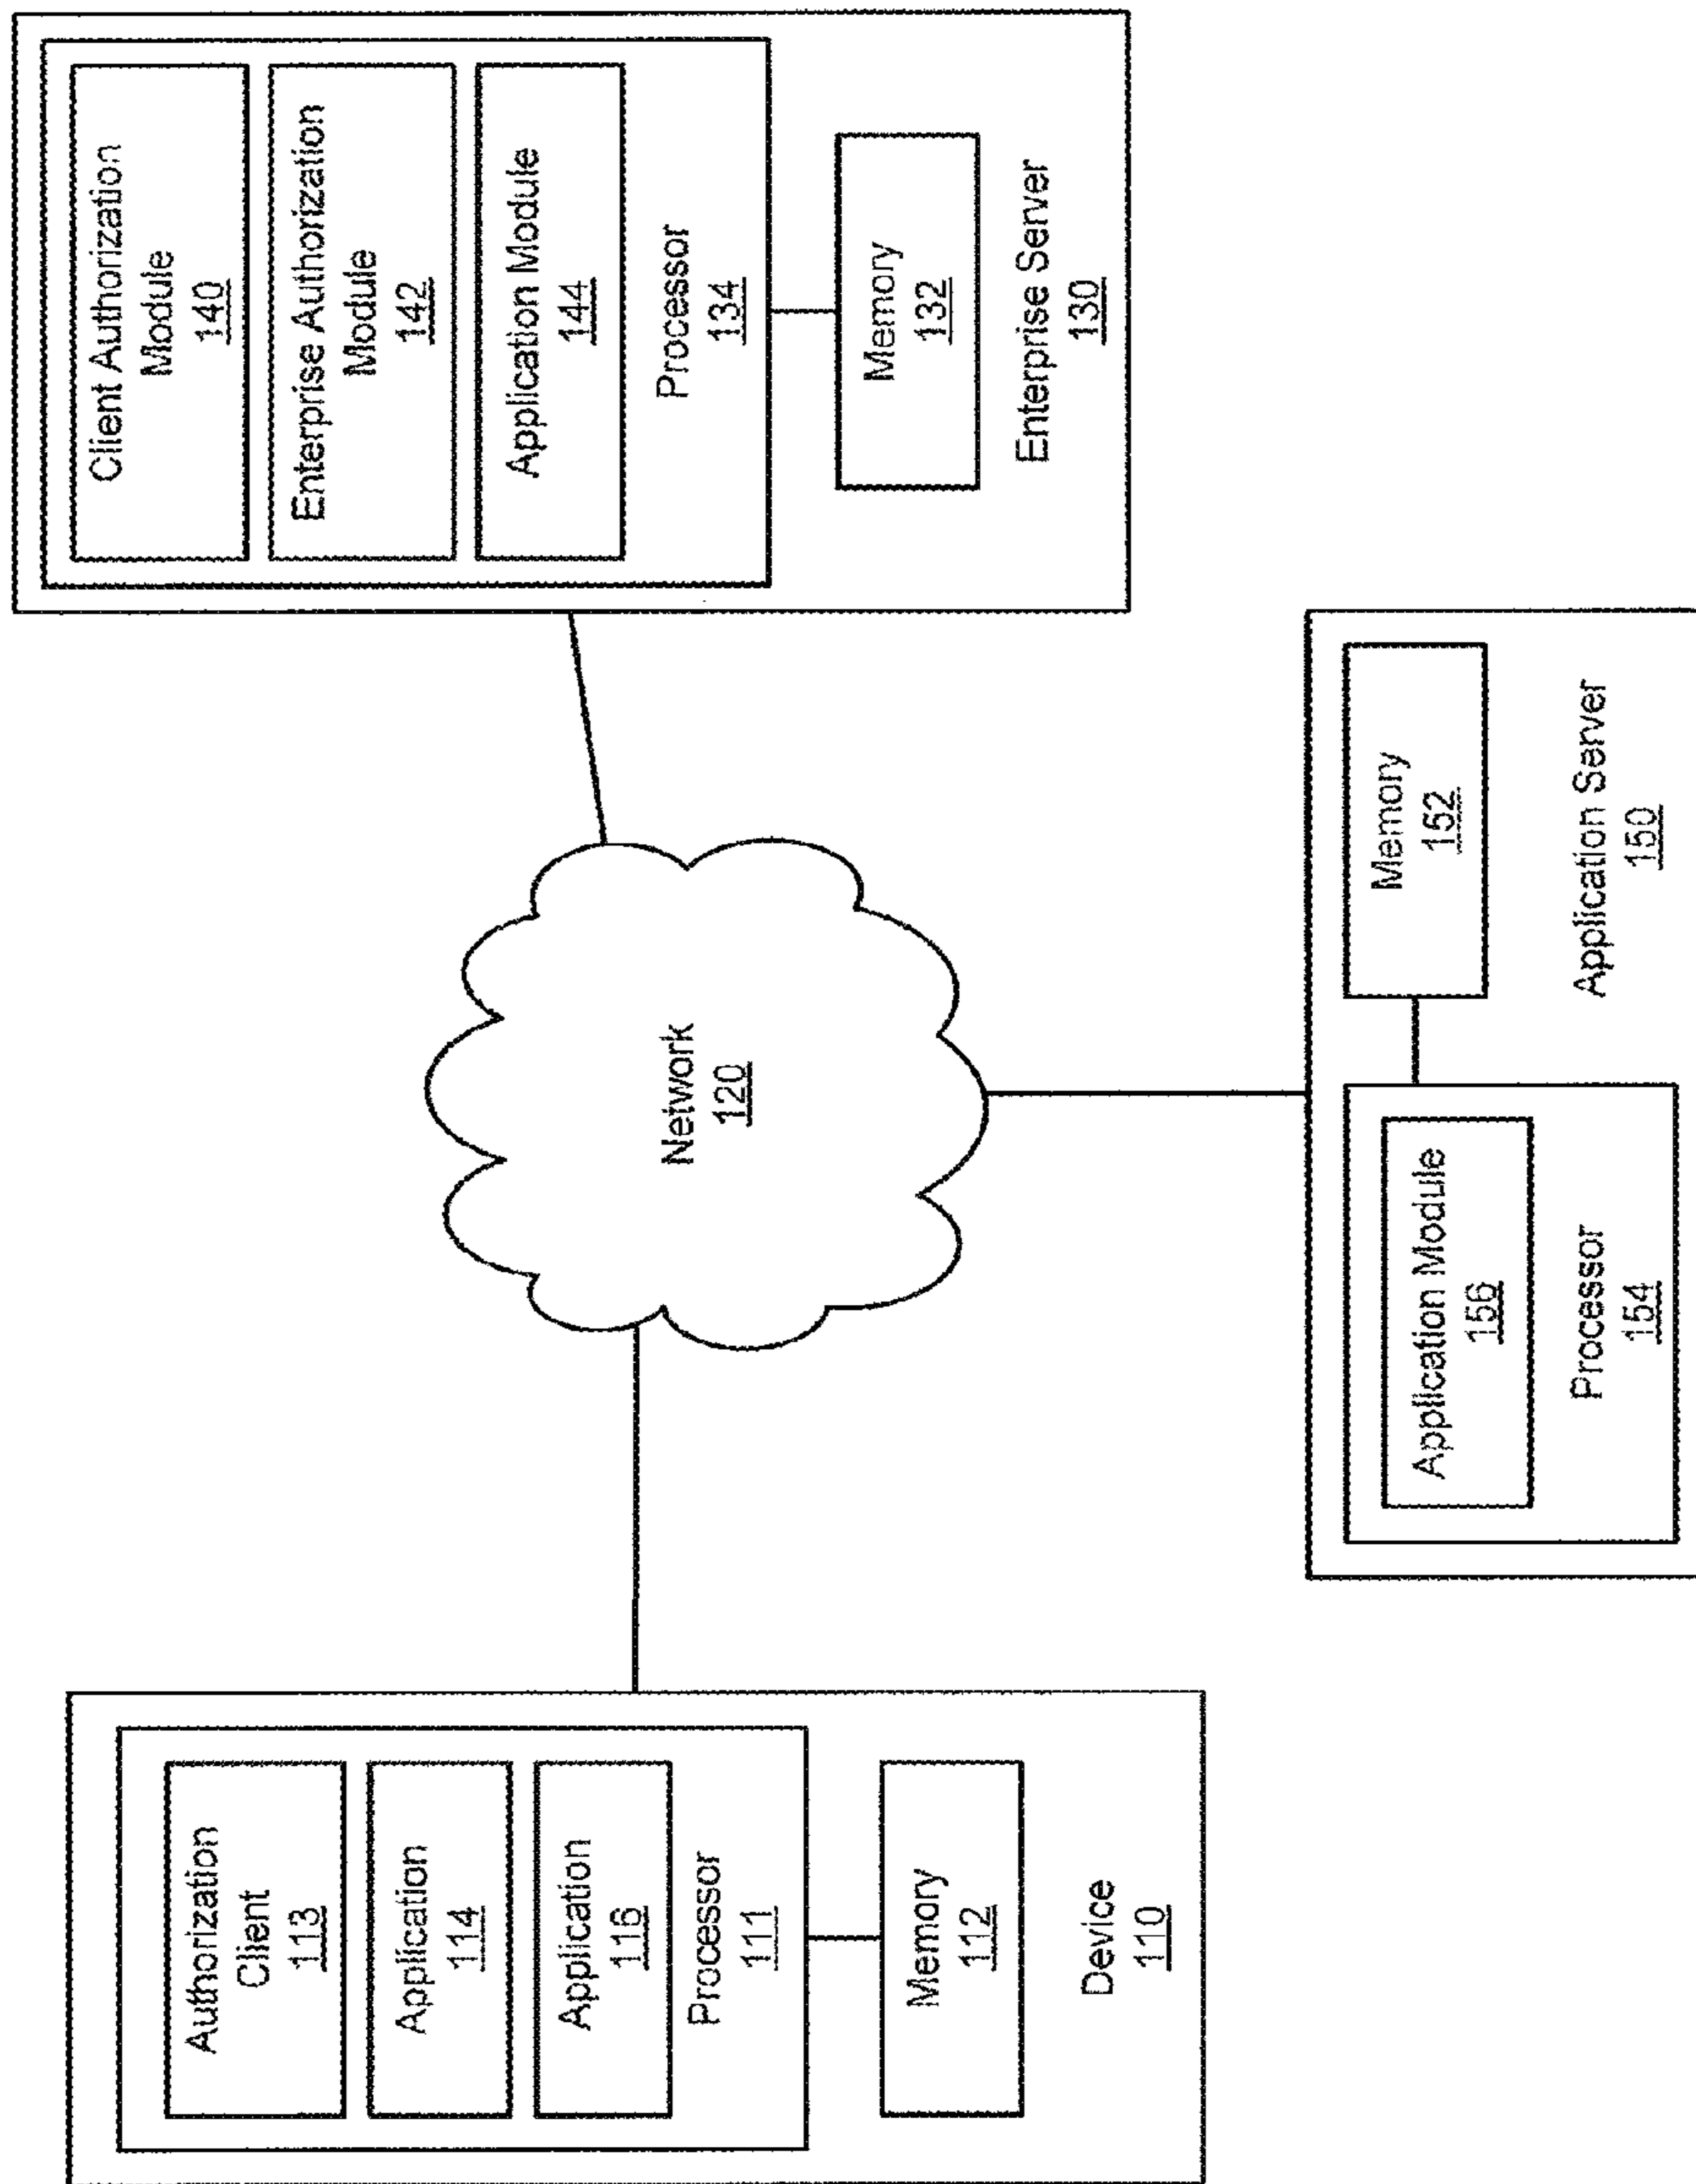 Authorization
Client
113
Application
114
Application
116
Processor
111
Memory
112
Device
110
Network
120
Client Authorization
Module
140
Enterprise Authorization
Module
142
Application Module
144
Processor
134
Memory
132
Enterprise Server
130
Application Module
156
Processor
154
Memory
152
Application Server
150